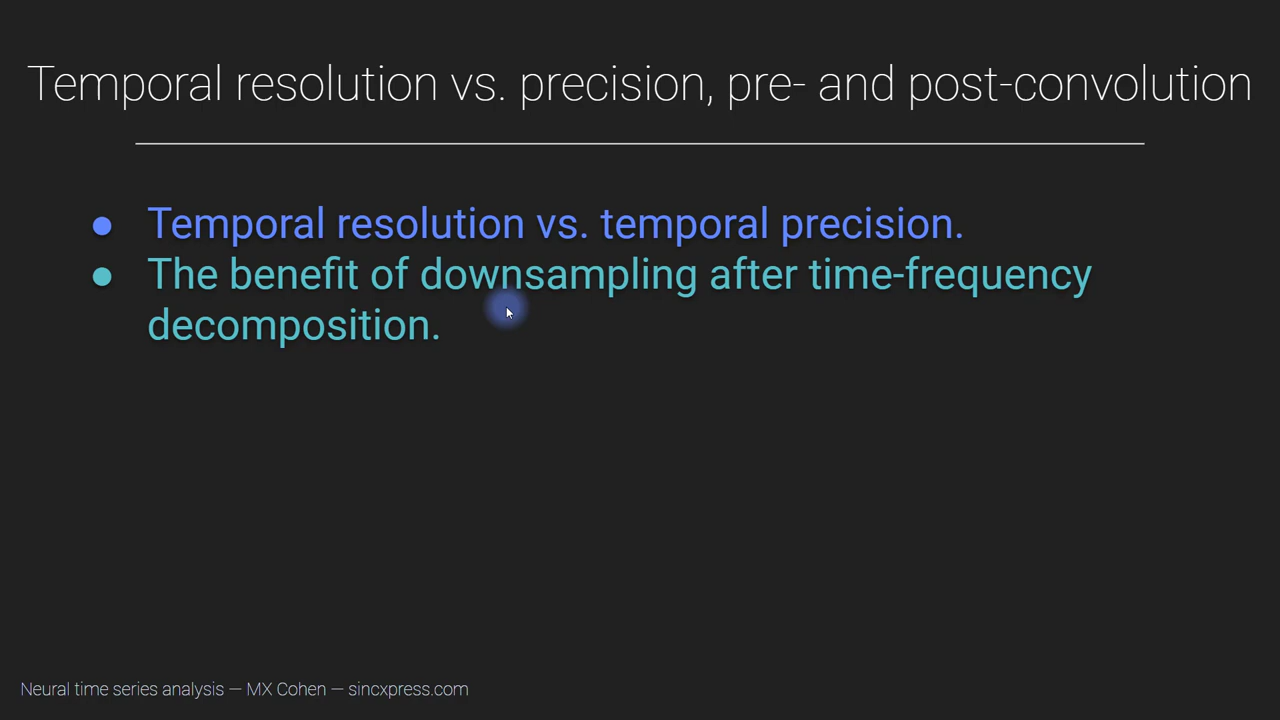 Temporal resolution vs. precision, pre- and post-convolution
● Temporal resolution vs. temporal precision.
● The benefit of downsampling after time-frequency
decomposition.
Neural time series analysis — MX Cohen — sincxpress.com